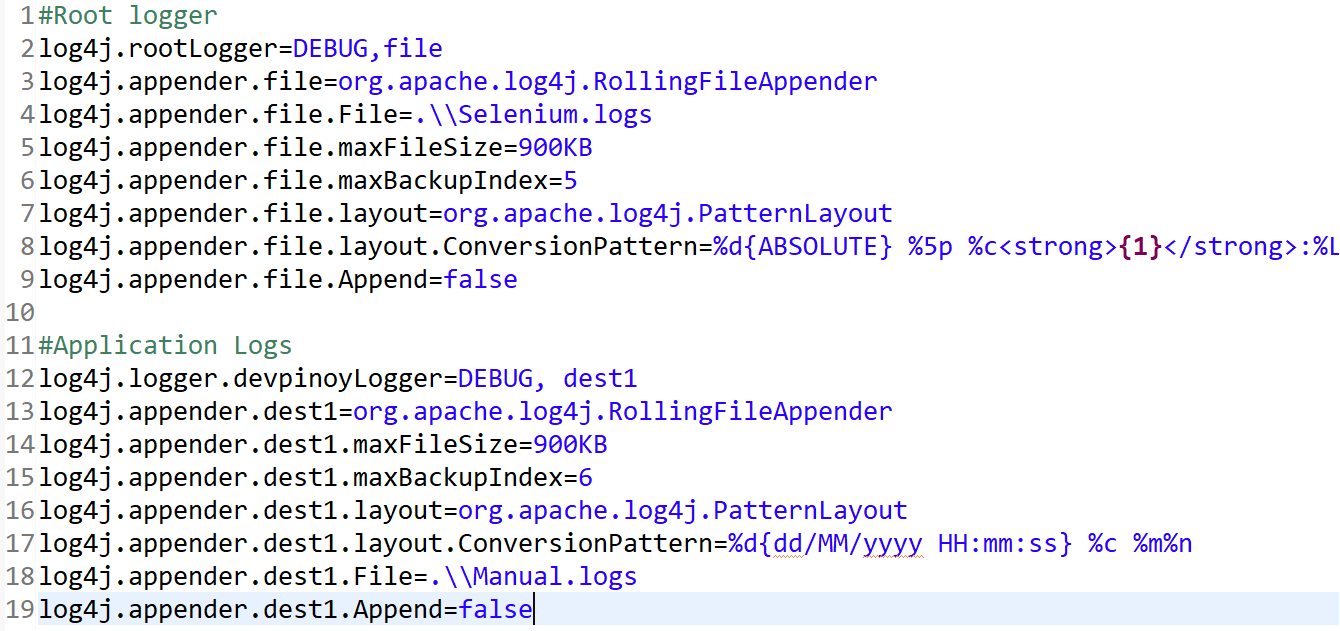 1#Root logger
2log4j.rootLogger=DEBUG,file
3log4j.appender.file=org.apache.log4j.RollingFileAppender
4log4j.appender.file.File=.\\Selenium.logs
5log4j.appender.file.maxFileSize=900KB
6log4j.appender.file.maxBackupIndex=5
7log4j.appender.file.layout=org.apache.log4j.PatternLayout
8log4j.appender.file.layout.ConversionPattern=%d{ABSOLUTE} %5p %c<strong>{1}</strong>:%L
9log4j.appender.file.Append=false
10
11#Application Logs
12log4j.logger.devpinoyLogger=DEBUG, dest1
13log4j.appender.dest1=org.apache.log4j.RollingFileAppender
14log4j.appender.dest1.maxFileSize=900KB
15log4j.appender.dest1.maxBackupIndex=6
16log4j.appender.dest1.layout=org.apache.log4j.PatternLayout
17log4j.appender.dest1.layout.ConversionPattern=%d{dd/MM/yyyy HH:mm:ss} %c %m%n
18log4j.appender.dest1.File=.\\Manual.logs
19log4j.appender.dest1.Append=false